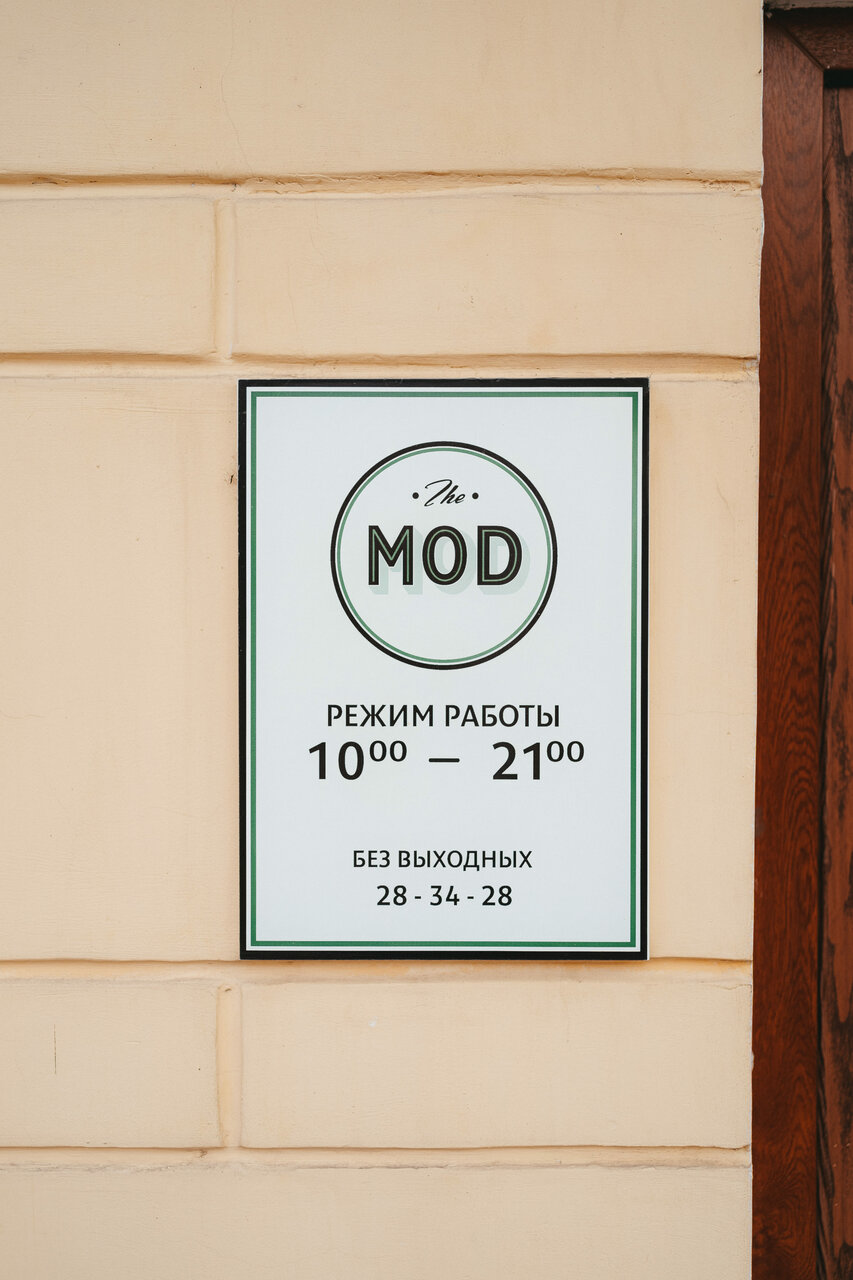 • The •
MOD
РЕЖИМ РАБОТЫ
10⁰⁰ — 21⁰⁰
БЕЗ ВЫХОДНЫХ
28 - 34 - 28